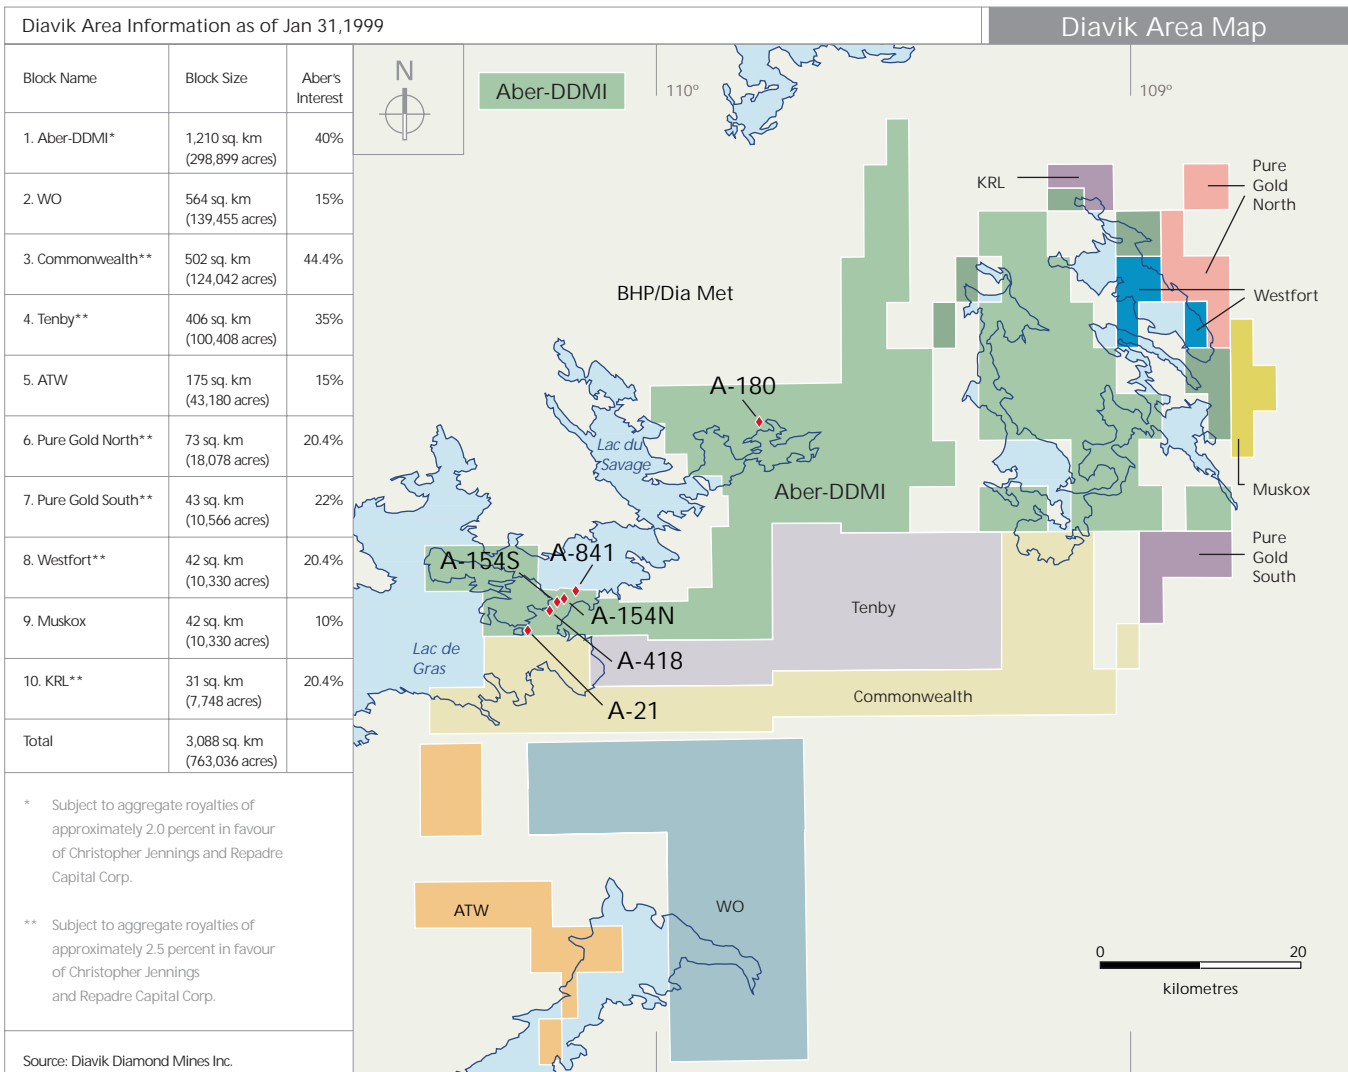 Diavik Area Information as of Jan 31,1999
Diavik Area Map
Block Name Block Size Aber's
Interest
1. Aber-DDMI* 1,210 sq. km 40%
(298,899 acres)
2. WO 564 sq. km 15%
(139,455 acres)
3. Commonwealth** 502 sq. km 44.4%
(124,042 acres)
4. Tenby** 406 sq. km 35%
(100,408 acres)
5. ATW 175 sq. km 15%
(43,180 acres)
6. Pure Gold North** 73 sq. km 20.4%
(18,078 acres)
7. Pure Gold South** 43 sq. km 22%
(10,566 acres)
8. Westfort** 42 sq. km 20.4%
(10,330 acres)
9. Muskox 42 sq. km 10%
(10,330 acres)
10. KRL** 31 sq. km 20.4%
(7,748 acres)
Total 3,088 sq. km
(763,036 acres)
* Subject to aggregate royalties of
approximately 2.0 percent in favour
of Christopher Jennings and Repadre
Capital Corp.
** Subject to aggregate royalties of
approximately 2.5 percent in favour
of Christopher Jennings
and Repadre Capital Corp.
Source: Diavik Diamond Mines Inc.
N
Aber-DDMI
110º
109º
KRL
Pure
Gold
North
BHP/Dia Met
Westfort
A-180
Lac du
Savage
Aber-DDMI
Muskox
A-154S
A-841
Pure
Gold
South
A-154N
Tenby
Lac de
Gras
A-418
Commonwealth
A-21
ATW
WO
0 20
kilometres